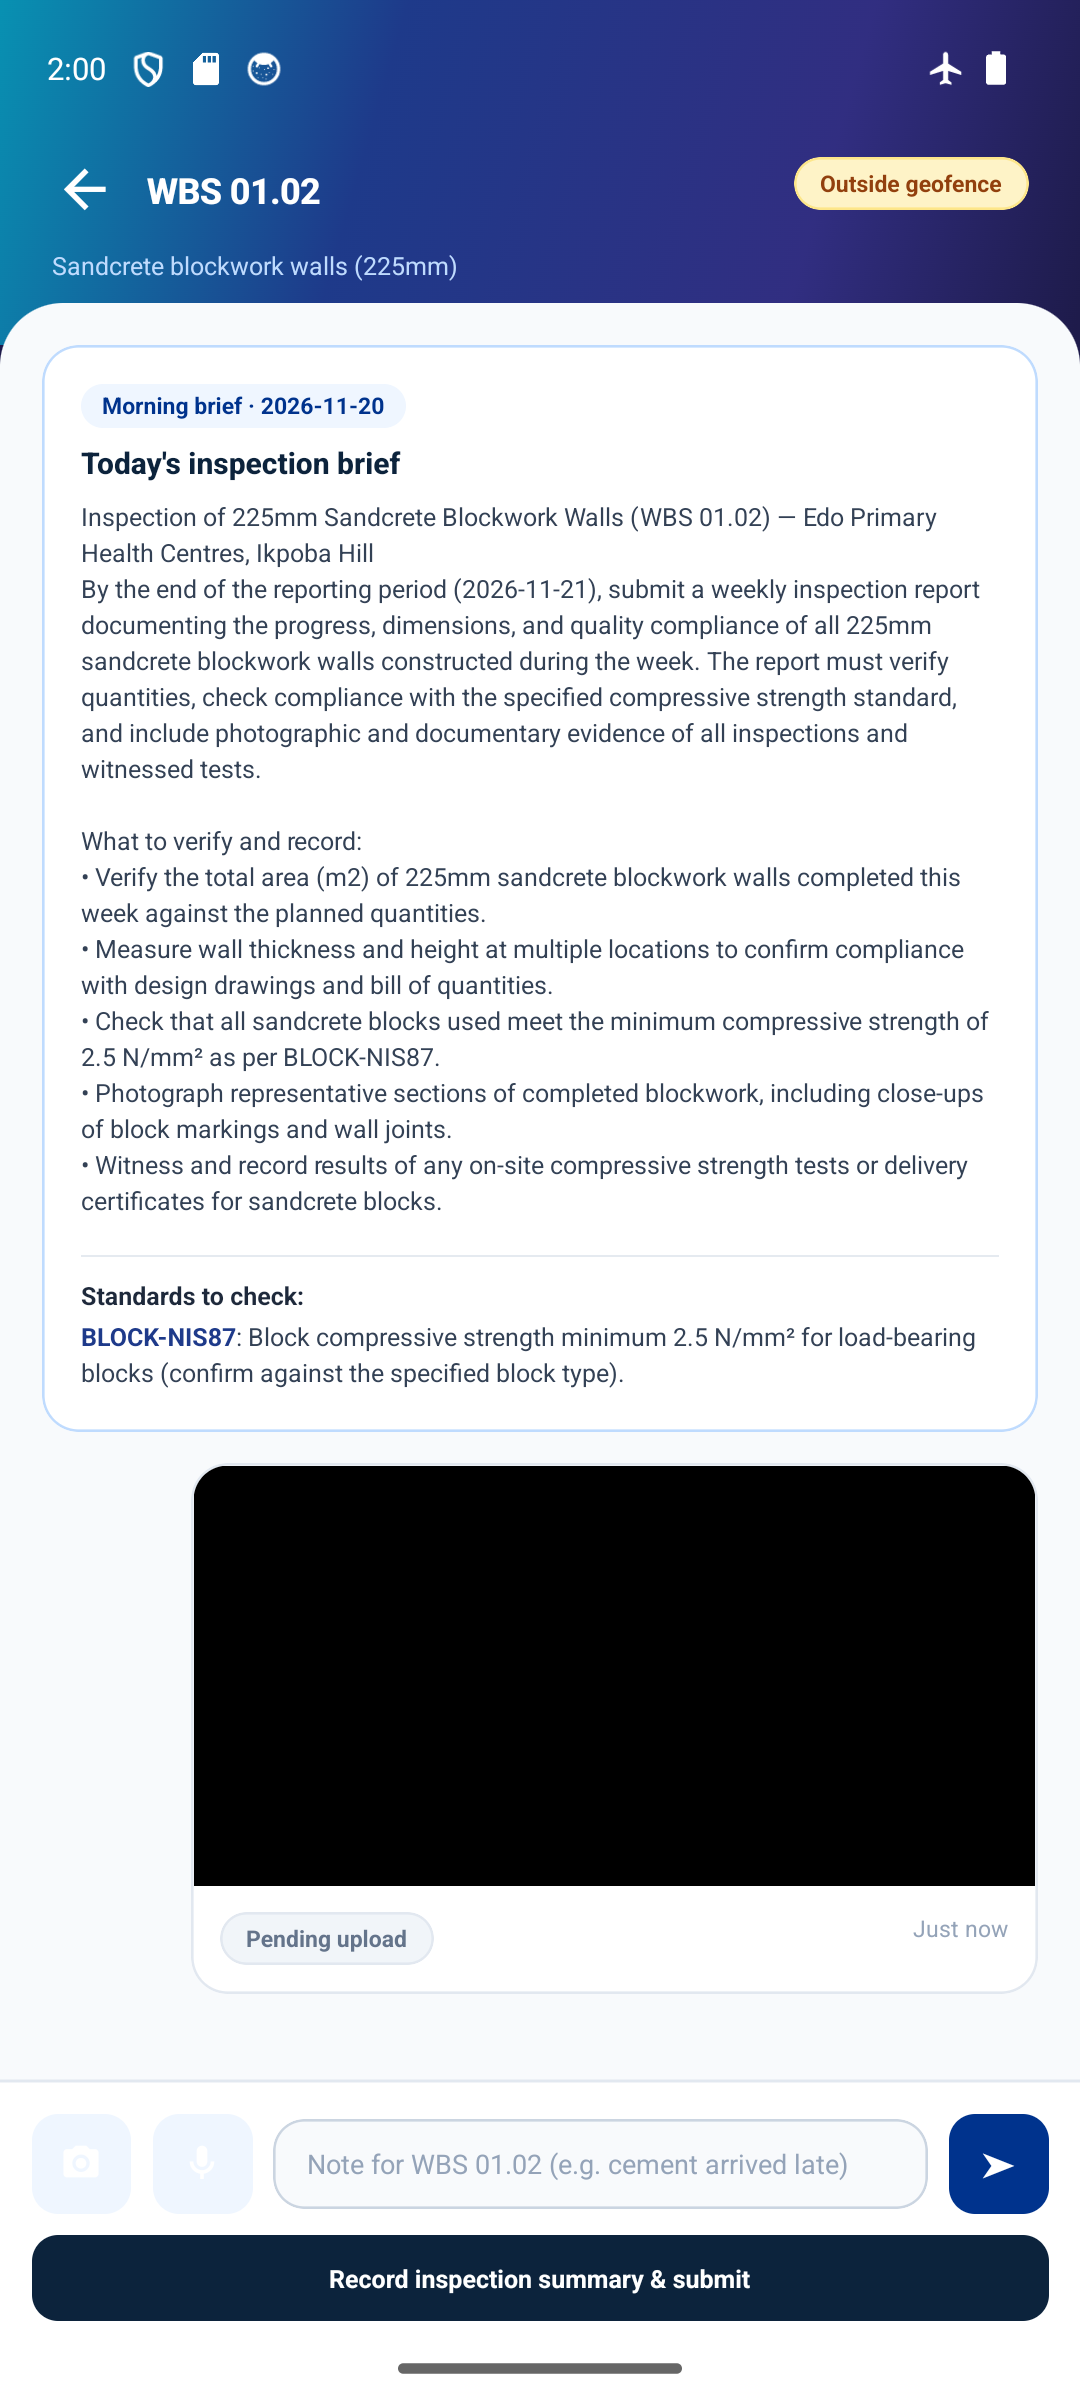 2:00
WBS 01.02
Outside geofence
Sandcrete blockwork walls (225mm)
Morning brief · 2026-11-20
Today's inspection brief
Inspection of 225mm Sandcrete Blockwork Walls (WBS 01.02) — Edo Primary
Health Centres, Ikpoba Hill
By the end of the reporting period (2026-11-21), submit a weekly inspection report
documenting the progress, dimensions, and quality compliance of all 225mm
sandcrete blockwork walls constructed during the week. The report must verify
quantities, check compliance with the specified compressive strength standard,
and include photographic and documentary evidence of all inspections and
witnessed tests.
What to verify and record:
• Verify the total area (m2) of 225mm sandcrete blockwork walls completed this
week against the planned quantities.
• Measure wall thickness and height at multiple locations to confirm compliance
with design drawings and bill of quantities.
• Check that all sandcrete blocks used meet the minimum compressive strength of
2.5 N/mm² as per BLOCK-NIS87.
• Photograph representative sections of completed blockwork, including close-ups
of block markings and wall joints.
• Witness and record results of any on-site compressive strength tests or delivery
certificates for sandcrete blocks.
Standards to check:
BLOCK-NIS87: Block compressive strength minimum 2.5 N/mm² for load-bearing
blocks (confirm against the specified block type).
Pending upload
Just now
Note for WBS 01.02 (e.g. cement arrived late)
Record inspection summary & submit